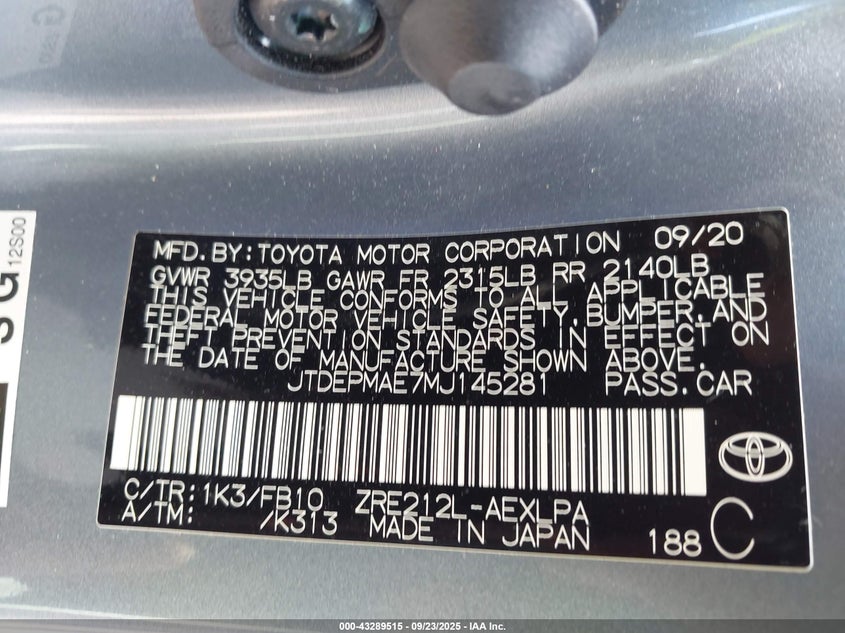 MFD.BY:TOYOTA MOTOR CORPORATION 09/20
GVWR 3935LB GAWR FR 2315LB RR 2140LB
THIS VEHICLE CONFORMS TO ALL APPLICABLE
FEDERAL MOTOR VEHICLE SAFETY,BUMPER,AND
THEFT PREVENTION STANDARDS IN EFFECT ON
THE DATE OF MANUFACTURE SHOWN ABOVE.
JTDEPMAE7MJ145281 PASS.CAR
C/TR:1K3/FB10 ZRE212L-AEXLPA
A/TM: /K313 MADE IN JAPAN 188 C
12S00
000-43289515 - 09/23/2025 - IAA Inc.